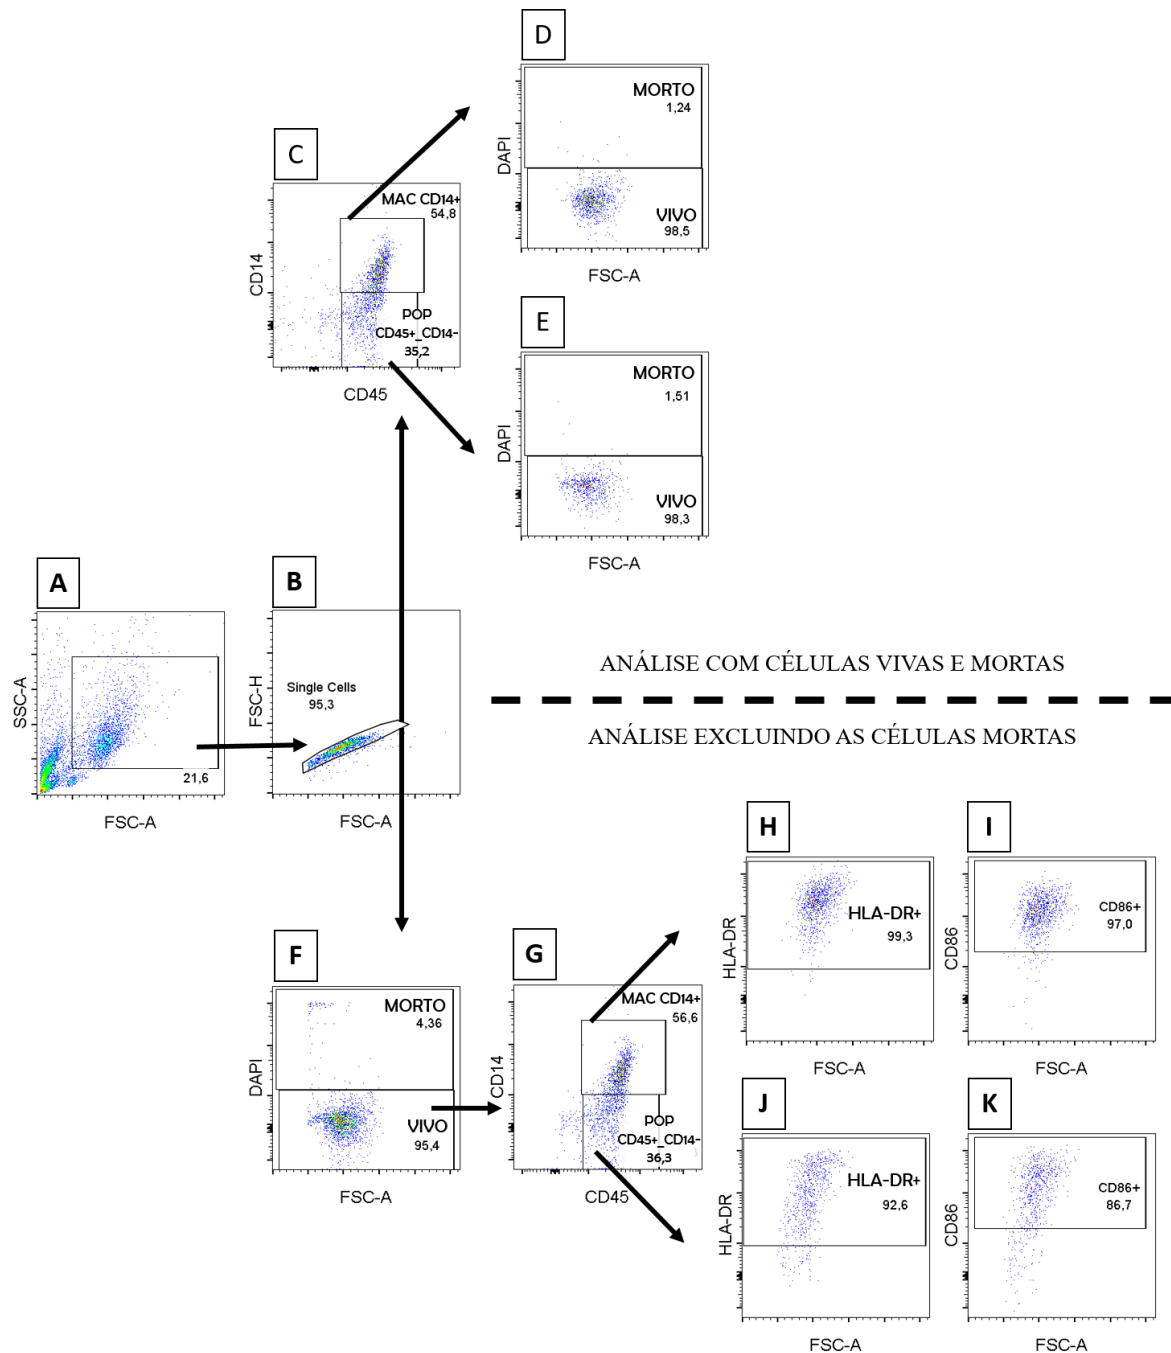 D
MORTO
1,24
DAPI
VIVO
98,5
FSC-A
C
MAC CD14+
54,8
CD14
POP
CD45+_CD14-
35,2
CD45
E
MORTO
1,51
DAPI
VIVO
98,3
FSC-A
A
SSC-A
21,6
FSC-A
B
FSC-H
Single Cells
95,3
FSC-A
ANÁLISE COM CÉLULAS VIVAS E MORTAS
ANÁLISE EXCLUINDO AS CÉLULAS MORTAS
F
MORTO
4,36
DAPI
VIVO
95,4
FSC-A
G
MAC CD14+
56,6
CD14
POP
CD45+_CD14-
36,3
CD45
H
HLA-DR
HLA-DR+
99,3
FSC-A
I
CD86
CD86+
97,0
FSC-A
J
HLA-DR
HLA-DR+
92,6
FSC-A
K
CD86
CD86+
86,7
FSC-A